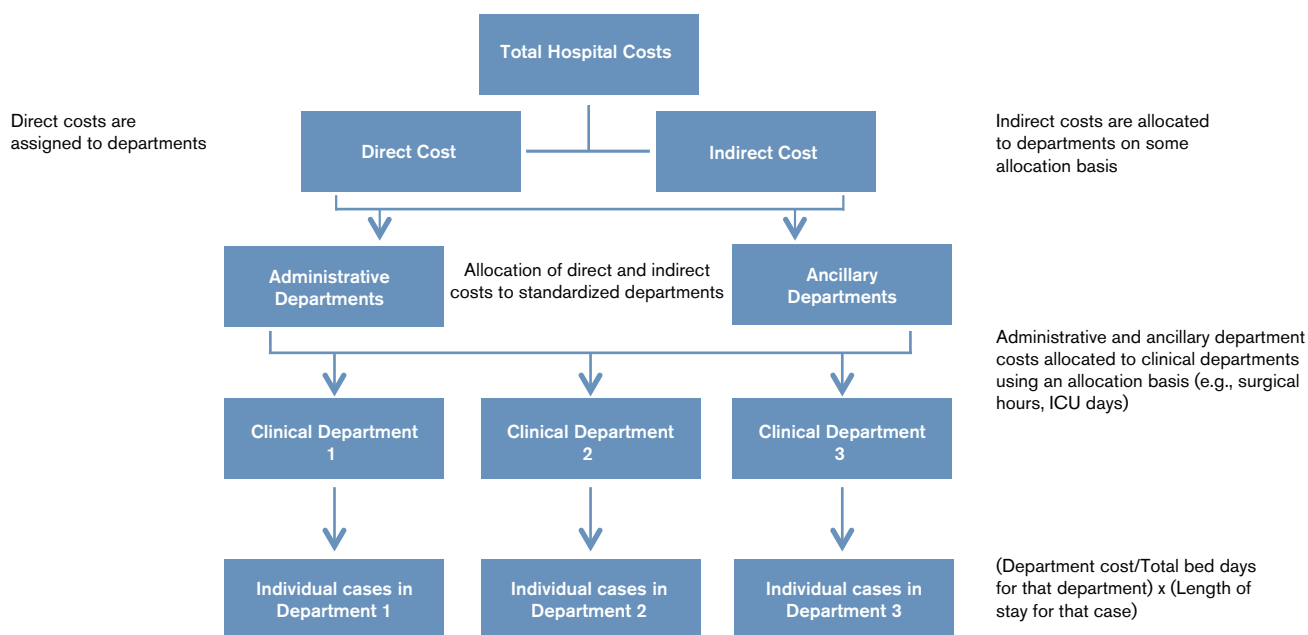 Total Hospital Costs
Direct costs are
assigned to departments
Direct Cost
Indirect Cost
Indirect costs are allocated
to departments on some
allocation basis
Administrative
Departments
Allocation of direct and indirect
costs to standardized departments
Ancillary
Departments
Administrative and ancillary department
costs allocated to clinical departments
using an allocation basis (e.g., surgical
hours, ICU days)
Clinical Department
1
Clinical Department
2
Clinical Department
3
Individual cases in
Department 1
Individual cases in
Department 2
Individual cases in
Department 3
(Department cost/Total bed days
for that department) x (Length of
stay for that case)